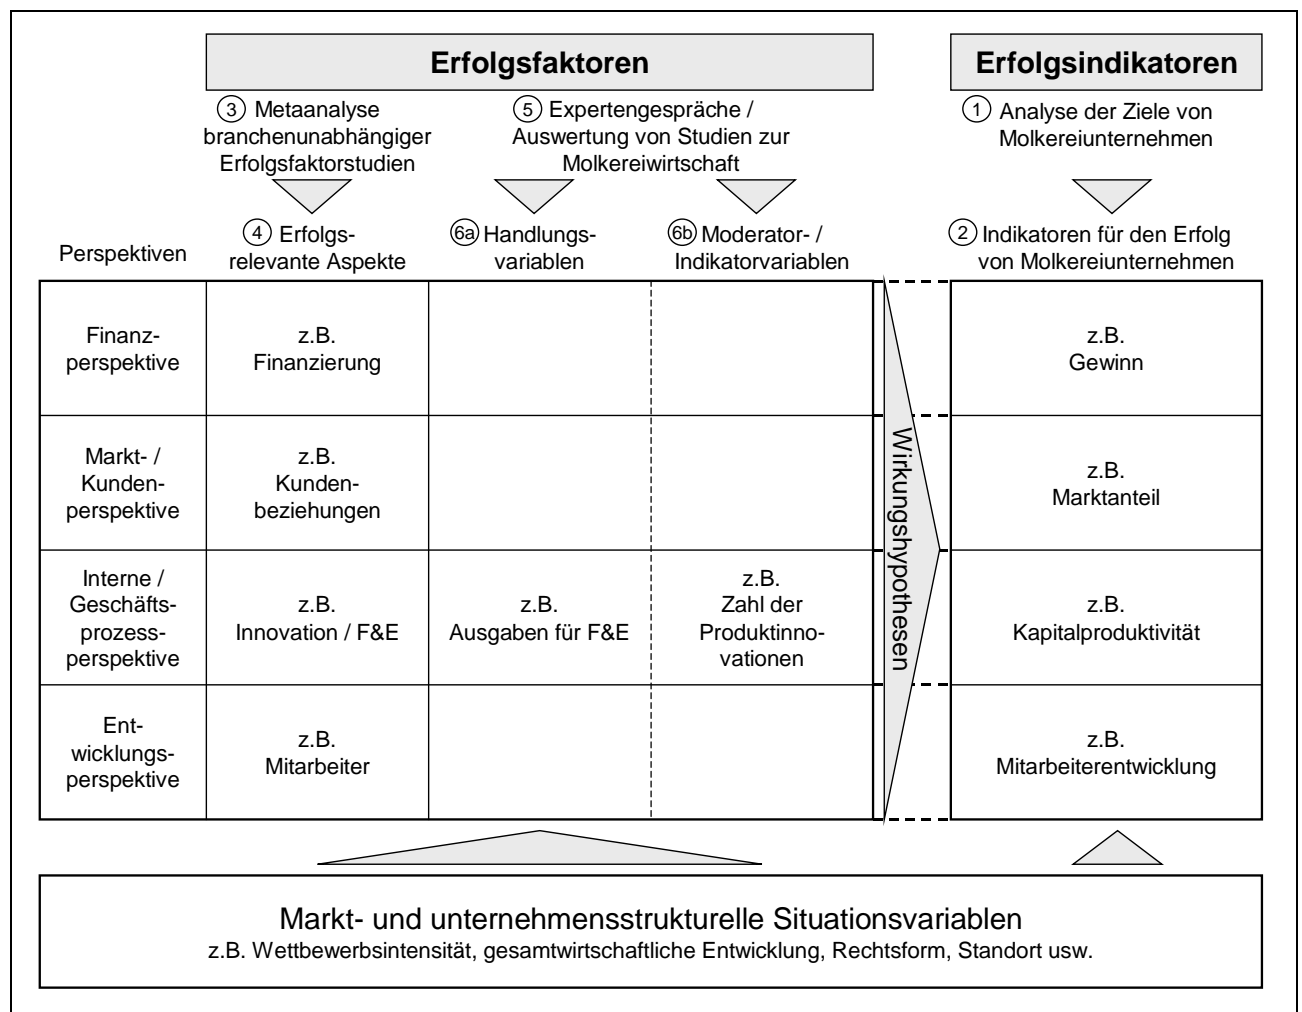 Erfolgsfaktoren
Erfolgsindikatoren
3 Metaanalyse
branchenunabhängiger
Erfolgsfaktorstudien
5 Expertengespräche /
Auswertung von Studien zur
Molkereiwirtschaft
1 Analyse der Ziele von
Molkereiunternehmen
Perspektiven
4 Erfolgs-
relevante Aspekte
6a Handlungs-
variablen
6b Moderator- /
Indikatorvariablen
2 Indikatoren für den Erfolg
von Molkereiunternehmen
Finanz-
perspektive
z.B.
Finanzierung
z.B.
Gewinn
Markt- /
Kunden-
perspektive
z.B.
Kunden-
beziehungen
z.B.
Marktanteil
Interne /
Geschäfts-
prozess-
perspektive
z.B.
Innovation / F&E
z.B.
Ausgaben für F&E
z.B.
Zahl der
Produktinno-
vationen
z.B.
Kapitalproduktivität
Ent-
wicklungs-
perspektive
z.B.
Mitarbeiter
z.B.
Mitarbeiterentwicklung
Wirkungshypothesen
Markt- und unternehmensstrukturelle Situationsvariablen
z.B. Wettbewerbsintensität, gesamtwirtschaftliche Entwicklung, Rechtsform, Standort usw.